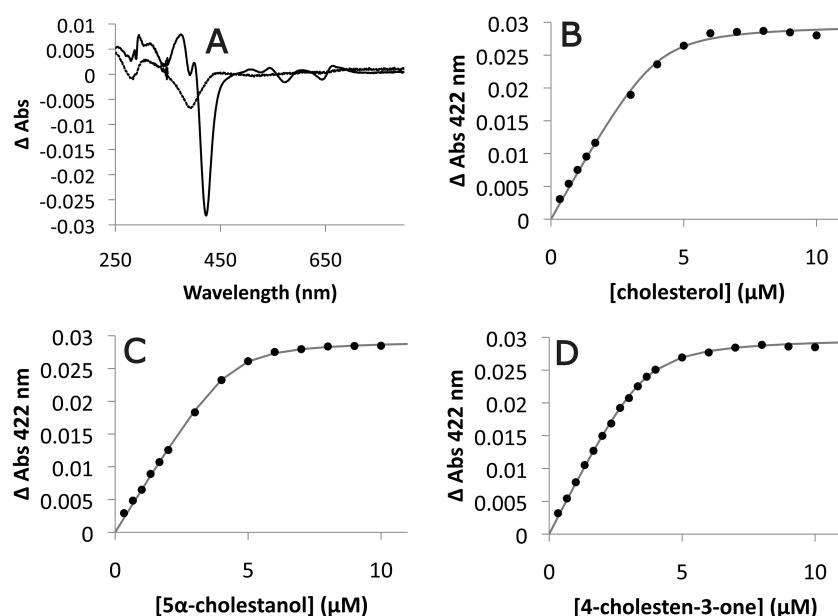 A
0.01
0.005
0
-0.005
-0.01
-0.015
-0.02
-0.025
-0.03
Δ Abs
250 450 650
Wavelength (nm)
B
0.03
0.025
0.02
0.015
0.01
0.005
0
Δ Abs 422 nm
0 5 10
[cholesterol] (μM)
C
0.03
0.025
0.02
0.015
0.01
0.005
0
Δ Abs 422 nm
0 5 10
[5α-cholestanol] (μM)
D
0.03
0.025
0.02
0.015
0.01
0.005
0
Δ Abs 422 nm
0 5 10
[4-cholesten-3-one] (μM)